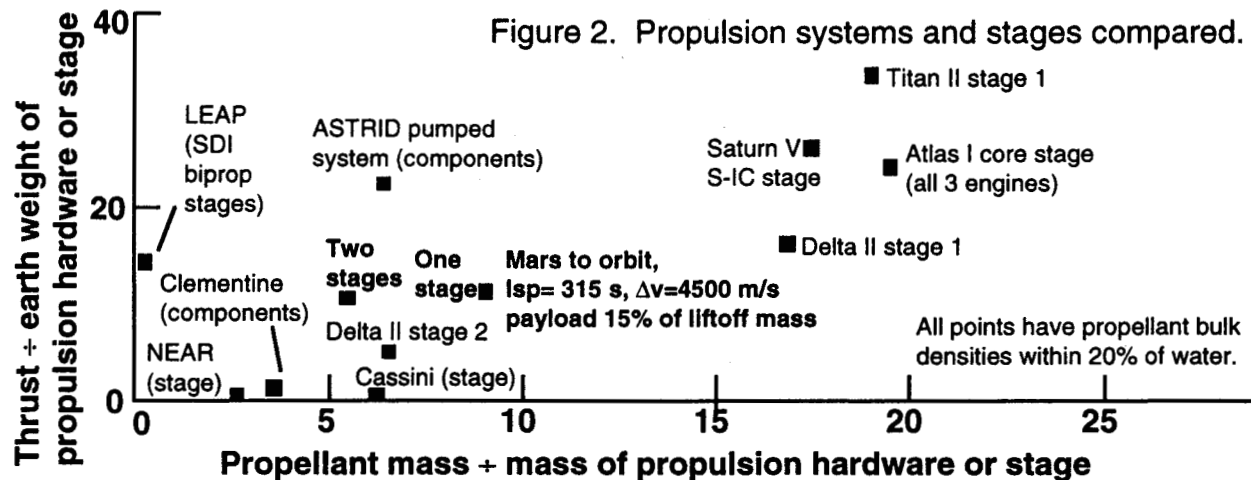 Figure 2. Propulsion systems and stages compared.
Thrust ÷ earth weight of
propulsion hardware or stage
40
20
0
LEAP
(SDI
biprop
stages)
ASTRID pumped
system (components)
Titan II stage 1
Saturn V
S-IC stage
Atlas I core stage
(all 3 engines)
Delta II stage 1
Clementine
(components)
Two
stages
One
stage
Mars to orbit,
Isp= 315 s, Δv=4500 m/s
payload 15% of liftoff mass
Delta II stage 2
NEAR
(stage)
Cassini (stage)
All points have propellant bulk
densities within 20% of water.
5
10
15
20
25
Propellant mass ÷ mass of propulsion hardware or stage